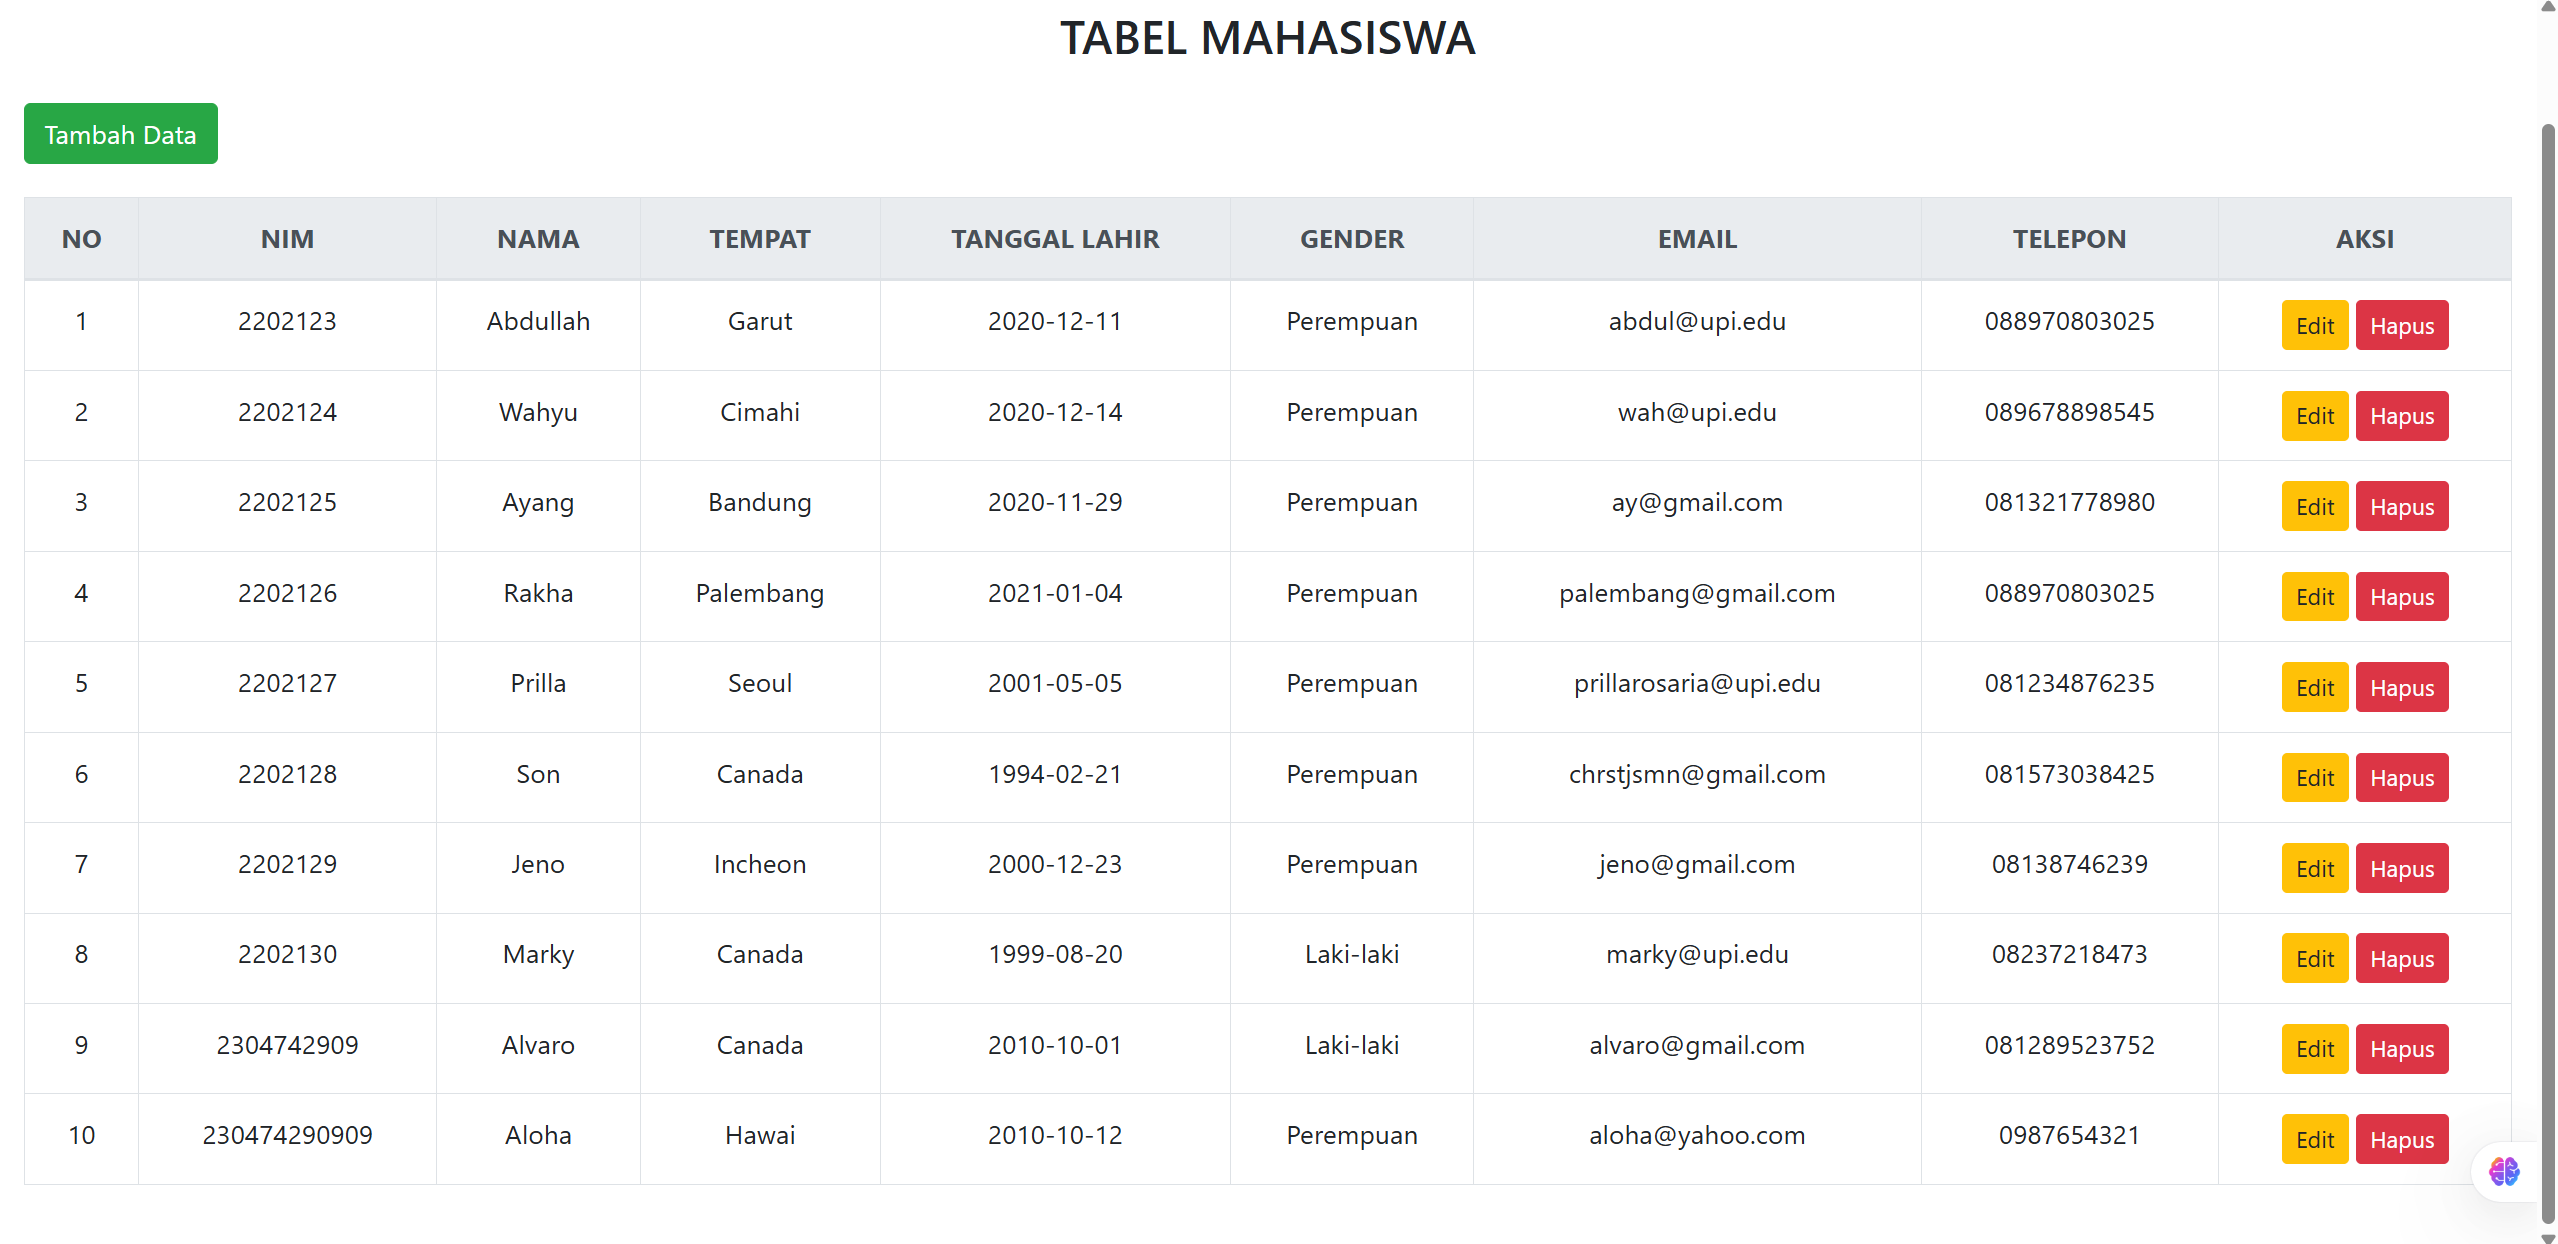 TABEL MAHASISWA
Tambah Data
NO NIM NAMA TEMPAT TANGGAL LAHIR GENDER EMAIL TELEPON AKSI
1 2202123 Abdullah Garut 2020-12-11 Perempuan abdul@upi.edu 088970803025 Edit Hapus
2 2202124 Wahyu Cimahi 2020-12-14 Perempuan wah@upi.edu 089678898545 Edit Hapus
3 2202125 Ayang Bandung 2020-11-29 Perempuan ay@gmail.com 081321778980 Edit Hapus
4 2202126 Rakha Palembang 2021-01-04 Perempuan palembang@gmail.com 088970803025 Edit Hapus
5 2202127 Prilla Seoul 2001-05-05 Perempuan prillarosaria@upi.edu 081234876235 Edit Hapus
6 2202128 Son Canada 1994-02-21 Perempuan chrstjsmn@gmail.com 081573038425 Edit Hapus
7 2202129 Jeno Incheon 2000-12-23 Perempuan jeno@gmail.com 08138746239 Edit Hapus
8 2202130 Marky Canada 1999-08-20 Laki-laki marky@upi.edu 08237218473 Edit Hapus
9 2304742909 Alvaro Canada 2010-10-01 Laki-laki alvaro@gmail.com 081289523752 Edit Hapus
10 230474290909 Aloha Hawai 2010-10-12 Perempuan aloha@yahoo.com 0987654321 Edit Hapus